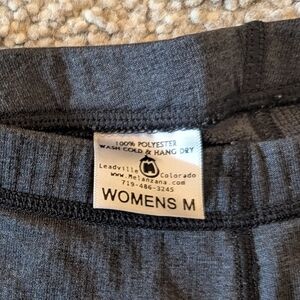 100% POLYESTER
WASH COLD & HANG DRY
Leadville Colorado
www.Melanzana.com
719-486-3245
WOMENS M